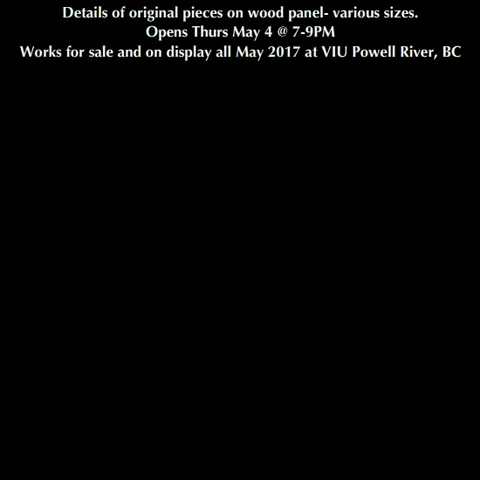 Details of original pieces on wood panel- various sizes.
Opens Thurs May 4 @ 7-9PM
Works for sale and on display all May 2017 at VIU Powell River, BC